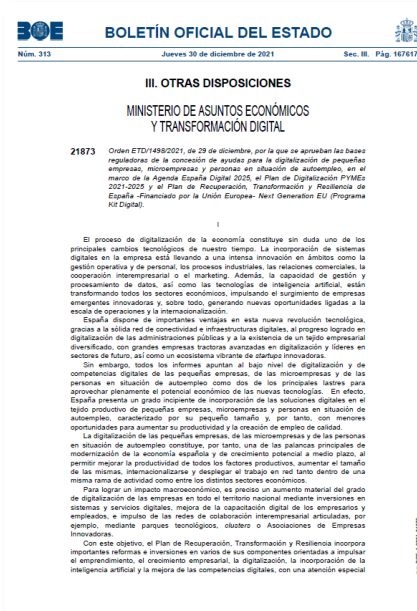 BOE
BOLETÍN OFICIAL DEL ESTADO
Núm. 313
Jueves 30 de diciembre de 2021
Sec. III. Pág. 167617
III. OTRAS DISPOSICIONES
MINISTERIO DE ASUNTOS ECONÓMICOS
Y TRANSFORMACIÓN DIGITAL
21873
Orden ETD/1498/2021, de 29 de diciembre, por la que se aprueban las bases
reguladoras de la concesión de ayudas para la digitalización de pequeñas
empresas, microempresas y personas en situación de autoempleo, en el
marco de la Agenda España Digital 2025, el Plan de Digitalización PYMEs
2021-2025 y el Plan de Recuperación, Transformación y Resiliencia de
España -Financiado por la Unión Europea- Next Generation EU (Programa
Kit Digital).
I
El proceso de digitalización de la economía constituye sin duda uno de los
principales cambios tecnológicos de nuestro tiempo. La incorporación de sistemas
digitales en la empresa está llevando a una intensa innovación en ámbitos como la
gestión operativa y de personal, los procesos industriales, las relaciones comerciales, la
cooperación interempresarial o el marketing. Además, la capacidad de gestión y
procesamiento de datos, así como las tecnologías de inteligencia artificial, están
transformando todos los sectores económicos, impulsando el surgimiento de empresas
emergentes innovadoras y, sobre todo, generando nuevas oportunidades ligadas a la
escala de operaciones y la internacionalización.
España dispone de importantes ventajas en esta nueva revolución tecnológica,
gracias a la sólida red de conectividad e infraestructuras digitales, al progreso logrado en
digitalización de las administraciones públicas y a la existencia de un tejido empresarial
diversificado, con grandes empresas tractoras avanzadas en digitalización y líderes en
sectores de futuro, así como un ecosistema vibrante de startups innovadoras.
Sin embargo, todos los informes apuntan al bajo nivel de digitalización y de
competencias digitales de las pequeñas empresas, de las microempresas y de las
personas en situación de autoempleo como dos de los principales lastres para
aprovechar plenamente el potencial económico de las nuevas tecnologías. En efecto,
España presenta un grado incipiente de incorporación de las soluciones digitales en el
tejido productivo de pequeñas empresas, microempresas y personas en situación de
autoempleo, caracterizado por su pequeño tamaño y, por tanto, con menores
oportunidades para aumentar su productividad y la creación de empleo de calidad.
La digitalización de las pequeñas empresas, de las microempresas y de las personas
en situación de autoempleo constituye, por tanto, una de las palancas principales de
modernización de la economía española y de crecimiento potencial a medio plazo, al
permitir mejorar la productividad de todos los factores productivos, aumentar el tamaño
de las mismas, internacionalizarse y desplegar el trabajo en red tanto dentro de una
misma rama de actividad como entre los distintos sectores económicos.
Para lograr un impacto macroeconómico, es preciso un aumento material del grado
de digitalización de las empresas en todo el territorio nacional mediante inversiones en
sistemas y servicios digitales, mejora de la capacitación digital de los empresarios y
empleados, e impulso de las redes de colaboración interempresarial articuladas, por
ejemplo, mediante parques tecnológicos, clusters o Asociaciones de Empresas
Innovadoras.
Con este objetivo, el Plan de Recuperación, Transformación y Resiliencia incorpora
importantes reformas e inversiones en varios de sus componentes orientadas a impulsar
el emprendimiento, el crecimiento empresarial, la digitalización, la incorporación de la
inteligencia artificial y la mejora de las competencias digitales, con una atención especial